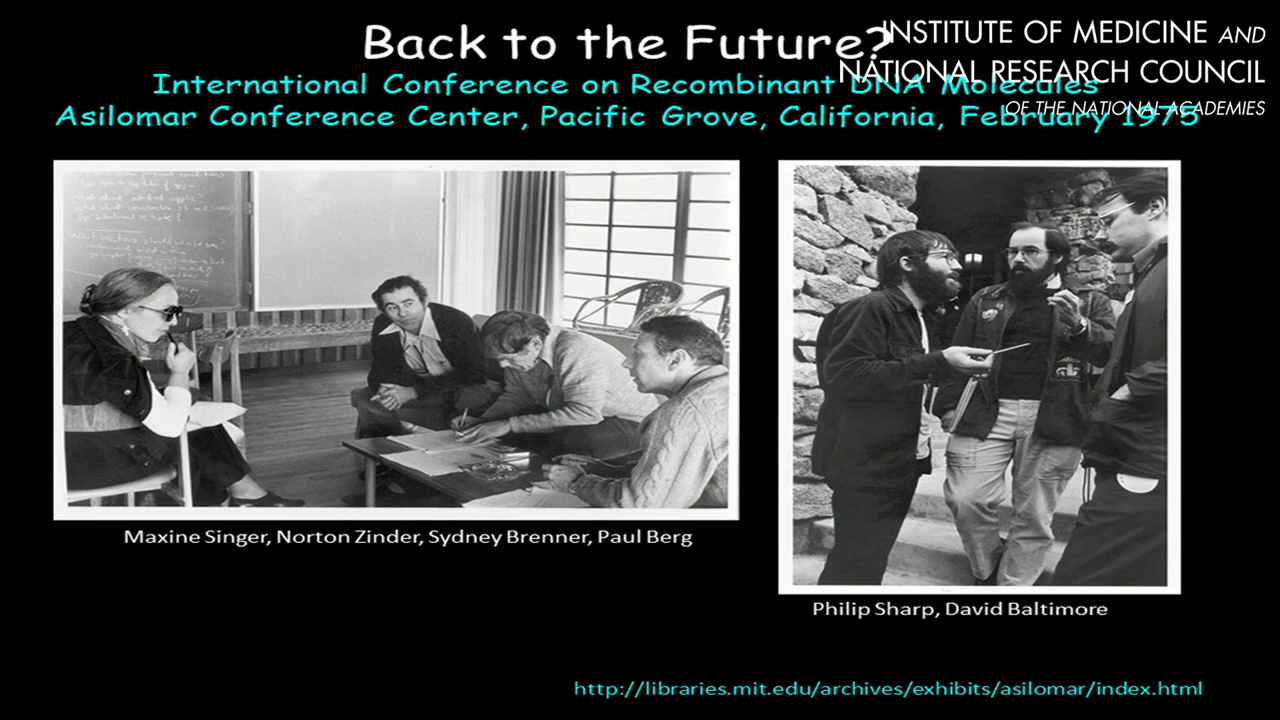 Back to the Future?
International Conference on Recombinant DNA Molecules
Asilomar Conference Center, Pacific Grove, California, February 1975
INSTITUTE OF MEDICINE AND
NATIONAL RESEARCH COUNCIL
OF THE NATIONAL ACADEMIES
Maxine Singer, Norton Zinder, Sydney Brenner, Paul Berg
Philip Sharp, David Baltimore
http://libraries.mit.edu/archives/exhibits/asilomar/index.html